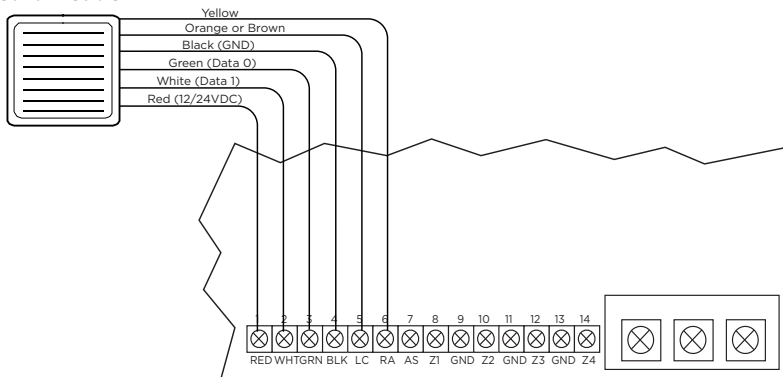 Yellow
Orange or Brown
Black (GND)
Green (Data 0)
White (Data 1)
Red (12/24VDC)
1 2 3 4 5 6 7 8 9 10 11 12 13 14
RED WHT GRN BLK LC RA AS Z1 GND Z2 GND Z3 GND Z4